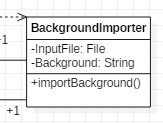 BackgroundImporter
-1
-InputFile: File
-Background: String
+importBackground()
+1